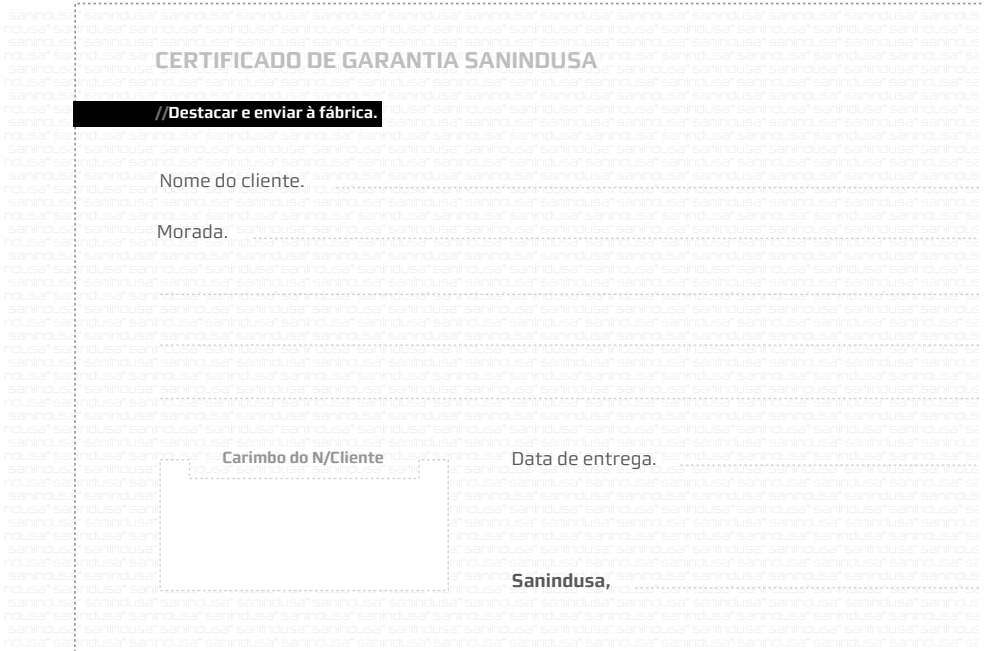 CERTIFICADO DE GARANTIA SANINDUSA
//Destacar e enviar à fábrica.
Nome do cliente.
Morada.
Carimbo do N/Cliente
Data de entrega.
Sanindusa,